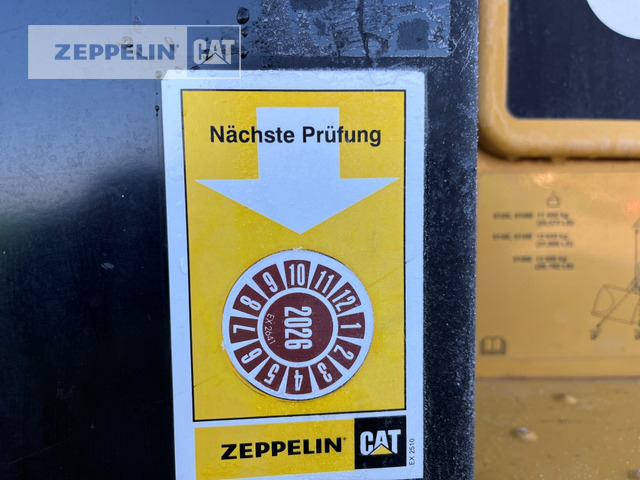 ZEPPELIN CAT
Nächste Prüfung
1 2 3 4 5 6 7 8 9 10 11 12
2026
EX 2641
ZEPPELIN® CAT
EX 2510